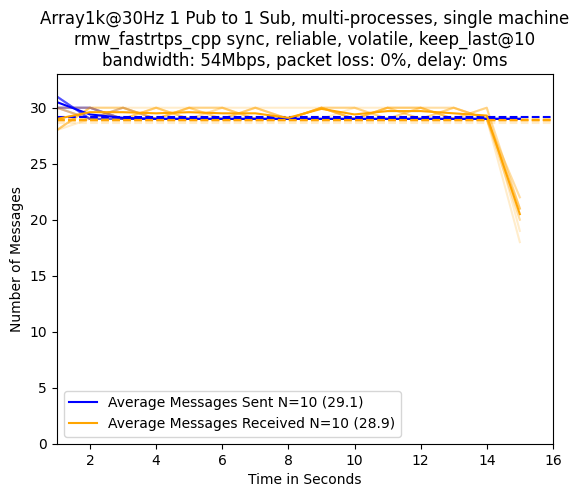 Array1k@30Hz 1 Pub to 1 Sub, multi-processes, single machine
rmw_fastrtps_cpp sync, reliable, volatile, keep_last@10
bandwidth: 54Mbps, packet loss: 0%, delay: 0ms
Number of Messages
30
25
20
15
10
5
0
Average Messages Sent N=10 (29.1)
Average Messages Received N=10 (28.9)
2 4 6 8 10 12 14 16
Time in Seconds